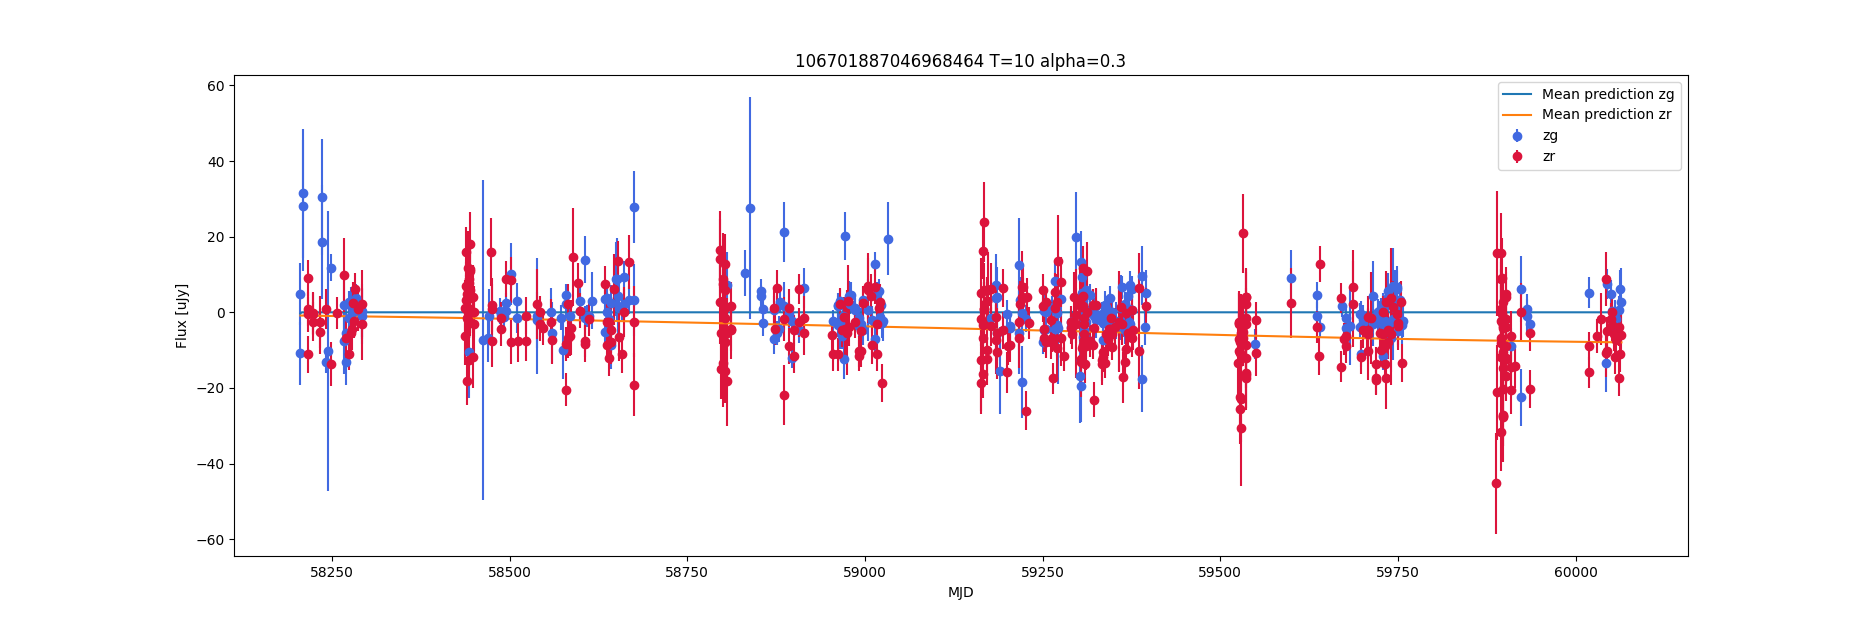 106701887046968464 T=10 alpha=0.3
Mean prediction zg
Mean prediction zr
zg
zr
Flux [uJy]
60
40
20
0
−20
−40
−60
58250 58500 58750 59000 59250 59500 59750 60000
MJD